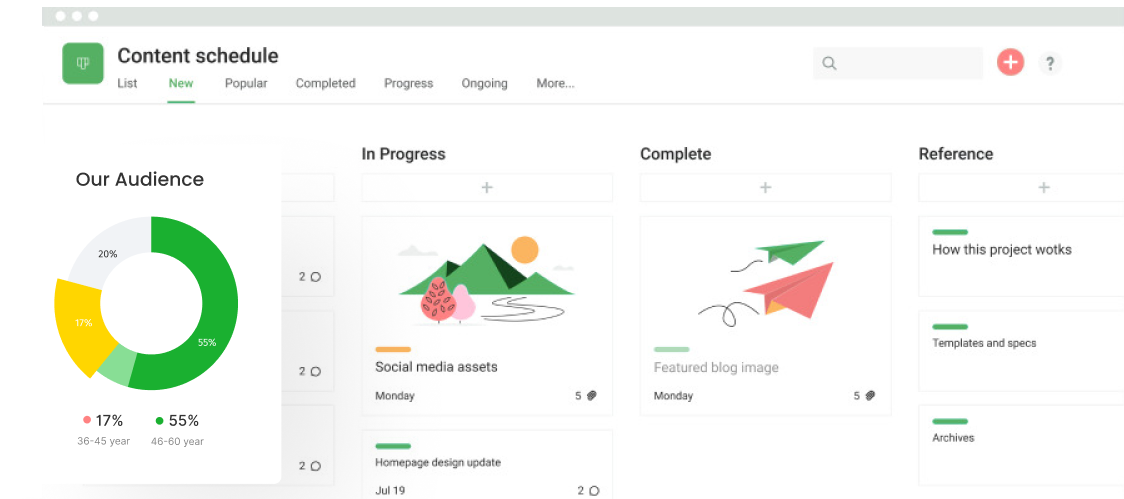 Content schedule
List New Popular Completed Progress Ongoing More...
?
Our Audience
20%
17%
55%
17% 55%
36-45 year 46-60 year
2
2
2
In Progress
+
Social media assets
Monday 5
Homepage design update
Jul 19 2
Complete
+
Featured blog image
Monday 5
Reference
+
How this project wotks
Templates and specs
Archives